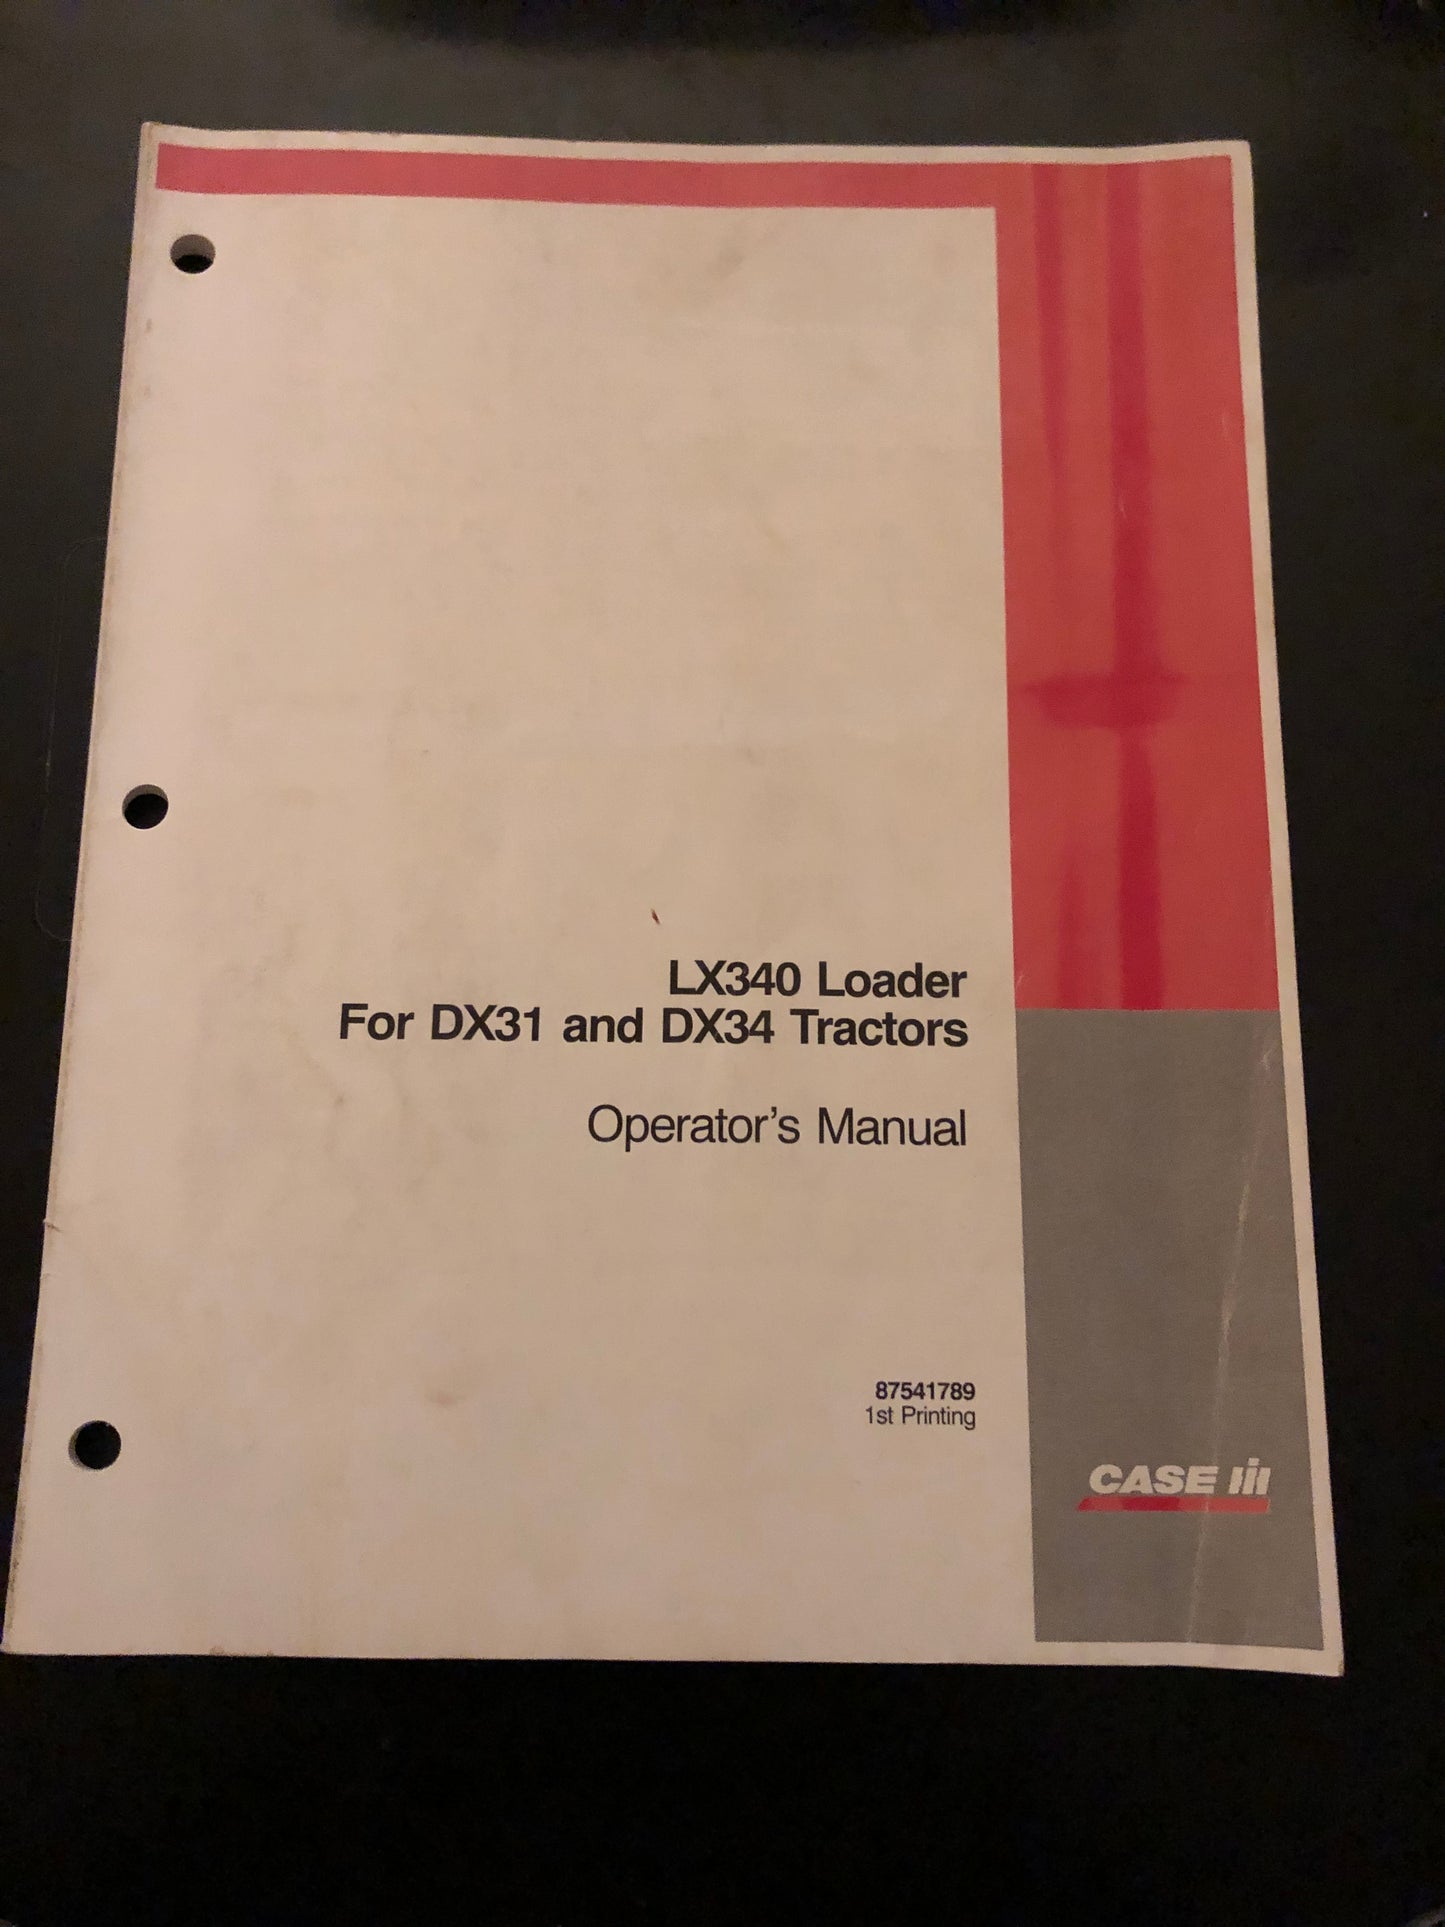 LX340 Loader
For DX31 and DX34 Tractors
Operator's Manual
87541789
1st Printing
CASE IH